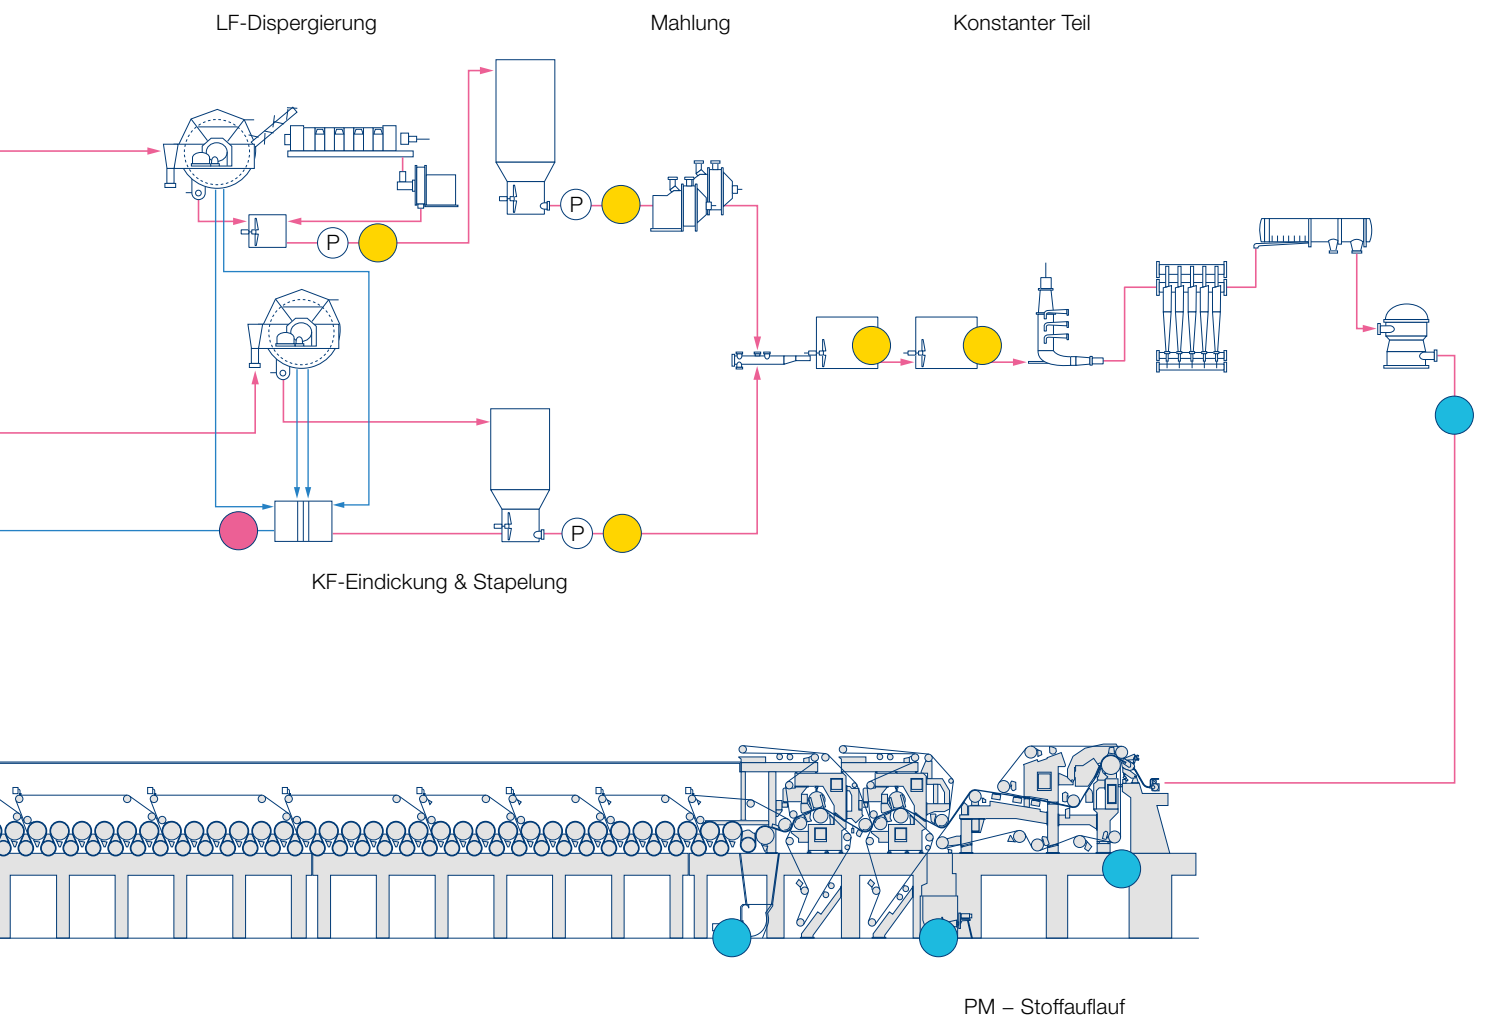 LF-Dispergierung
Mahlung
Konstanter Teil
P
P
P
KF-Eindickung & Stapelung
PM – Stoffauflauf